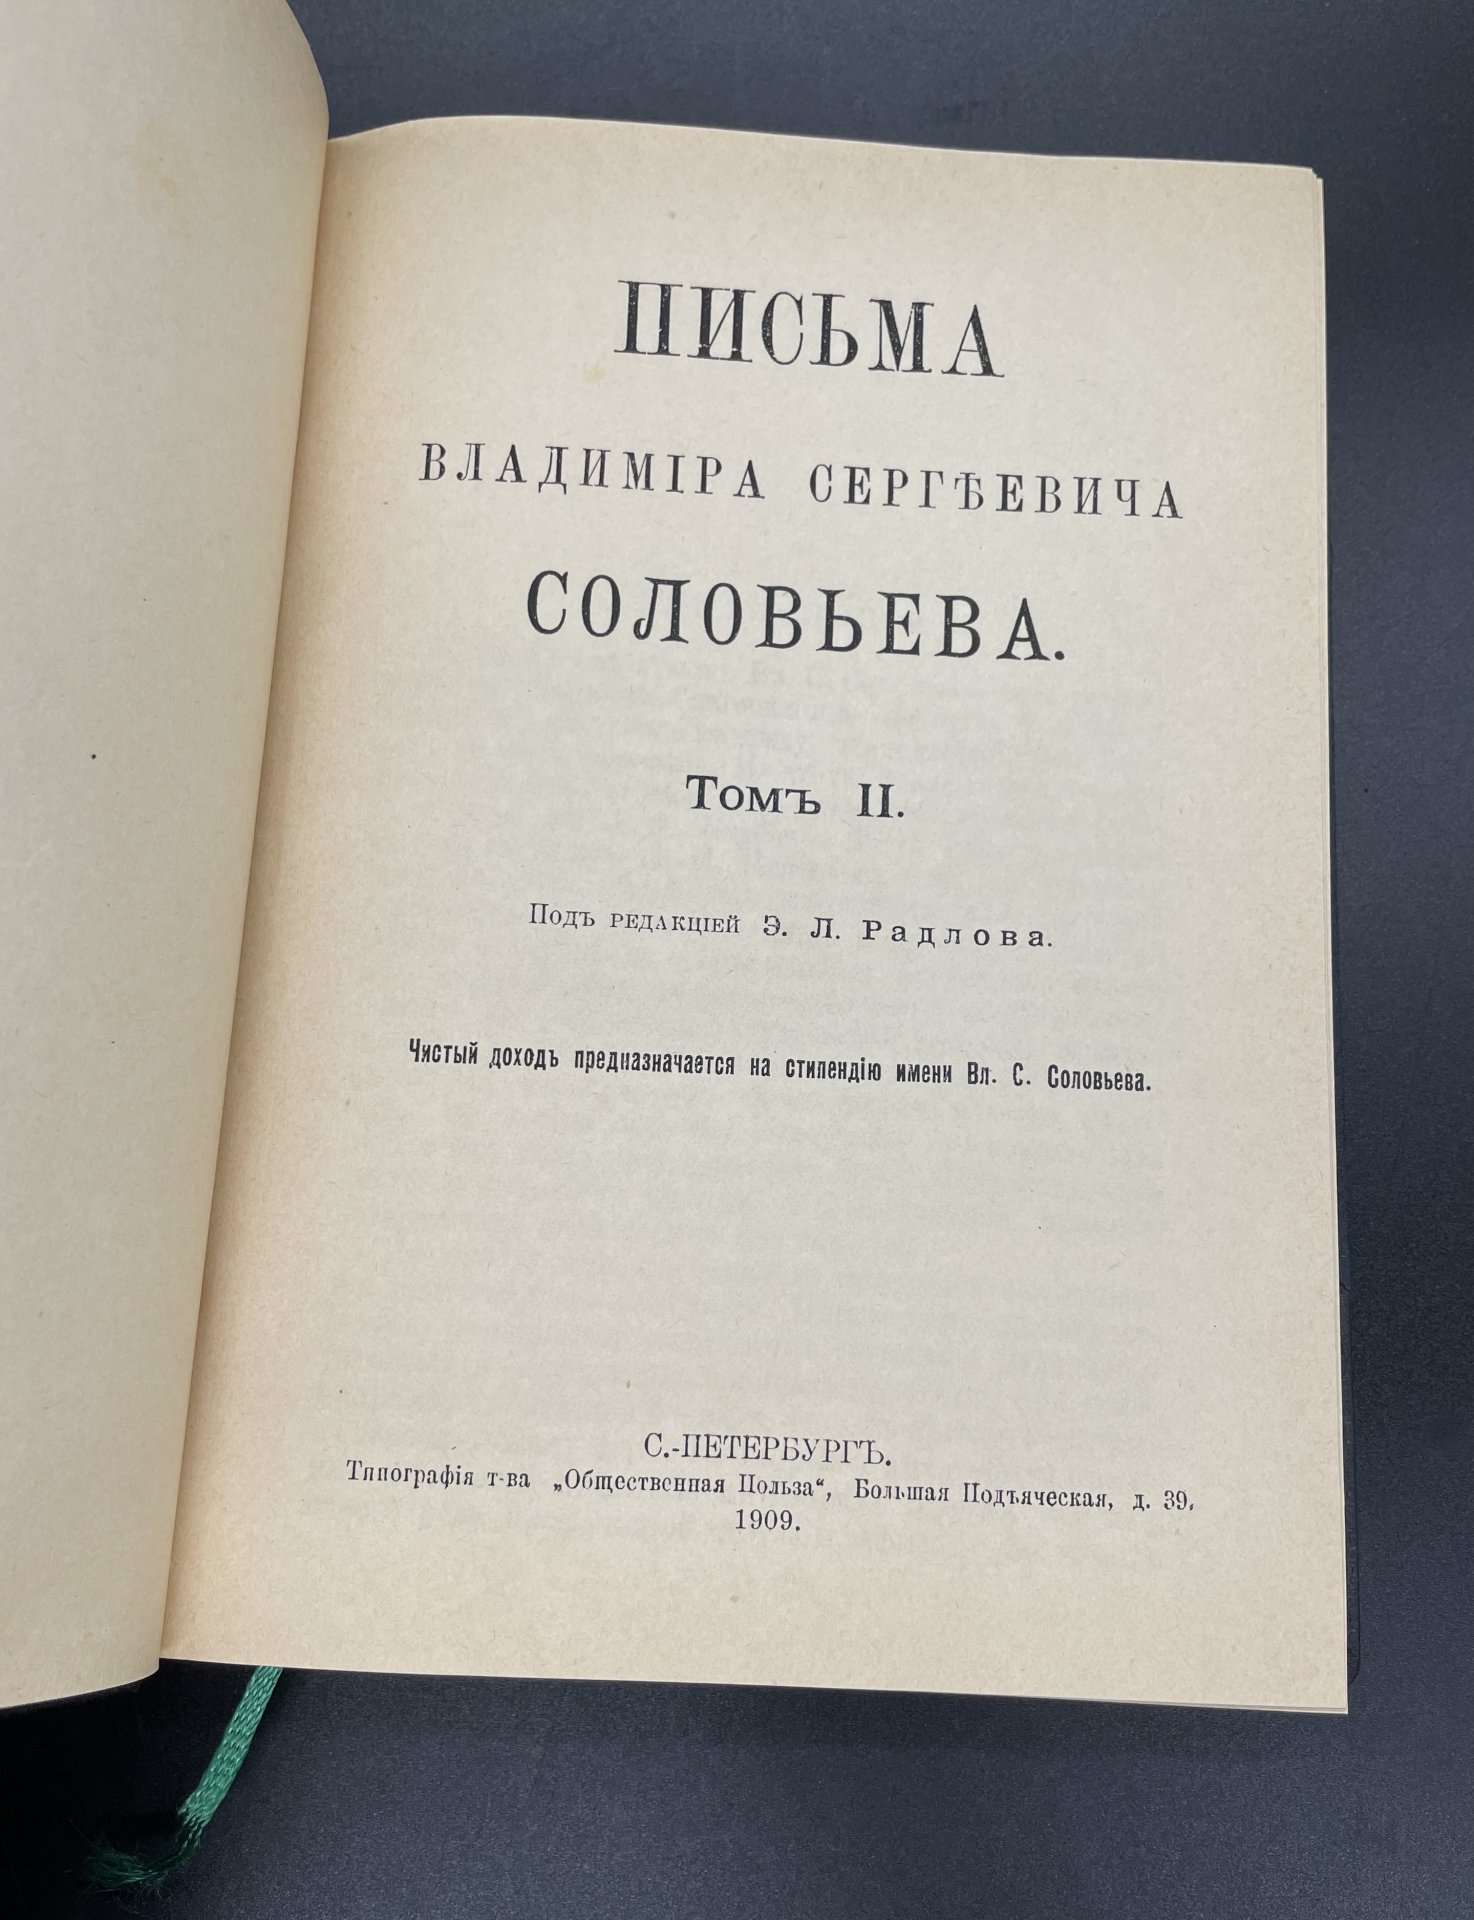 ПИСЬМА
ВЛАДИМІРА СЕРГѢЕВИЧА
СОЛОВЬЕВА.
Томъ II.
Подъ редакціей Э. Л. Радлова.
Чистый доходъ предназначается на стипендію имени Вл. С. Соловьева.
С.-ПЕТЕРБУРГЪ.
Типографія т-ва „Общественная Польза“, Большая Подъяческая, д. 39.
1909.